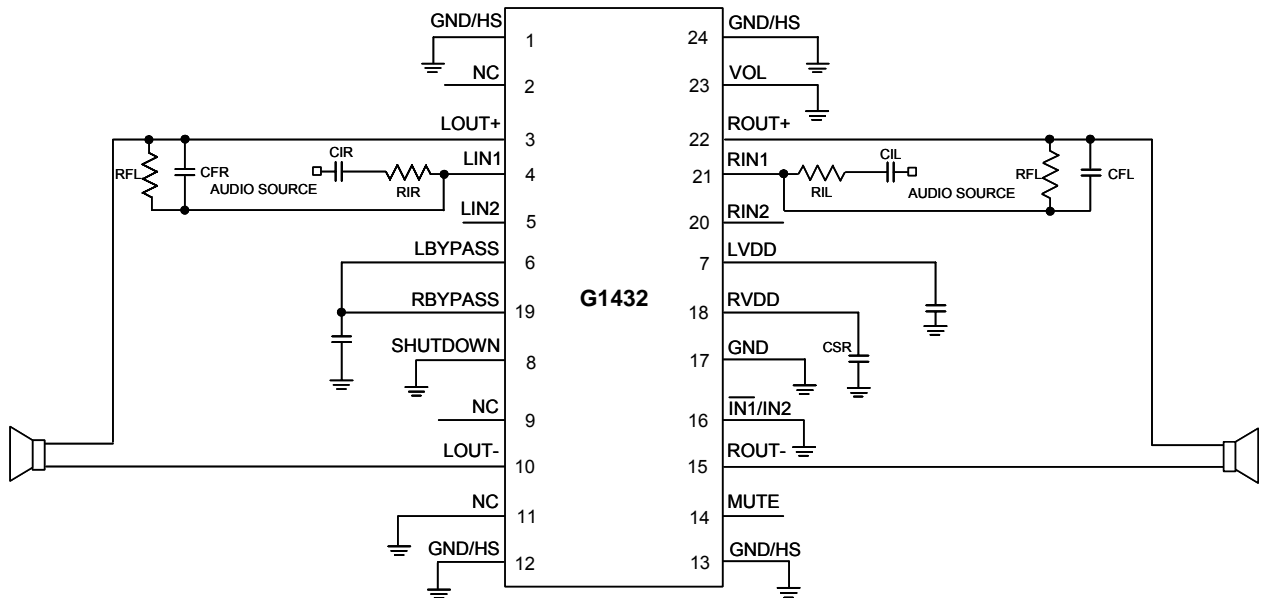 GND/HS
1
24
GND/HS
NC
2
23
VOL
LOUT+
3
22
ROUT+
RFL
CFR
AUDIO SOURCE
CIR
RIR
LIN1
4
21
RIN1
RIL
CIL
AUDIO SOURCE
RFL
CFL
LIN2
5
20
RIN2
LBYPASS
6
7
LVDD
G1432
RBYPASS
19
18
RVDD
CSR
SHUTDOWN
8
17
GND
NC
9
16
IN1/IN2
LOUT-
10
15
ROUT-
NC
11
14
MUTE
GND/HS
12
13
GND/HS